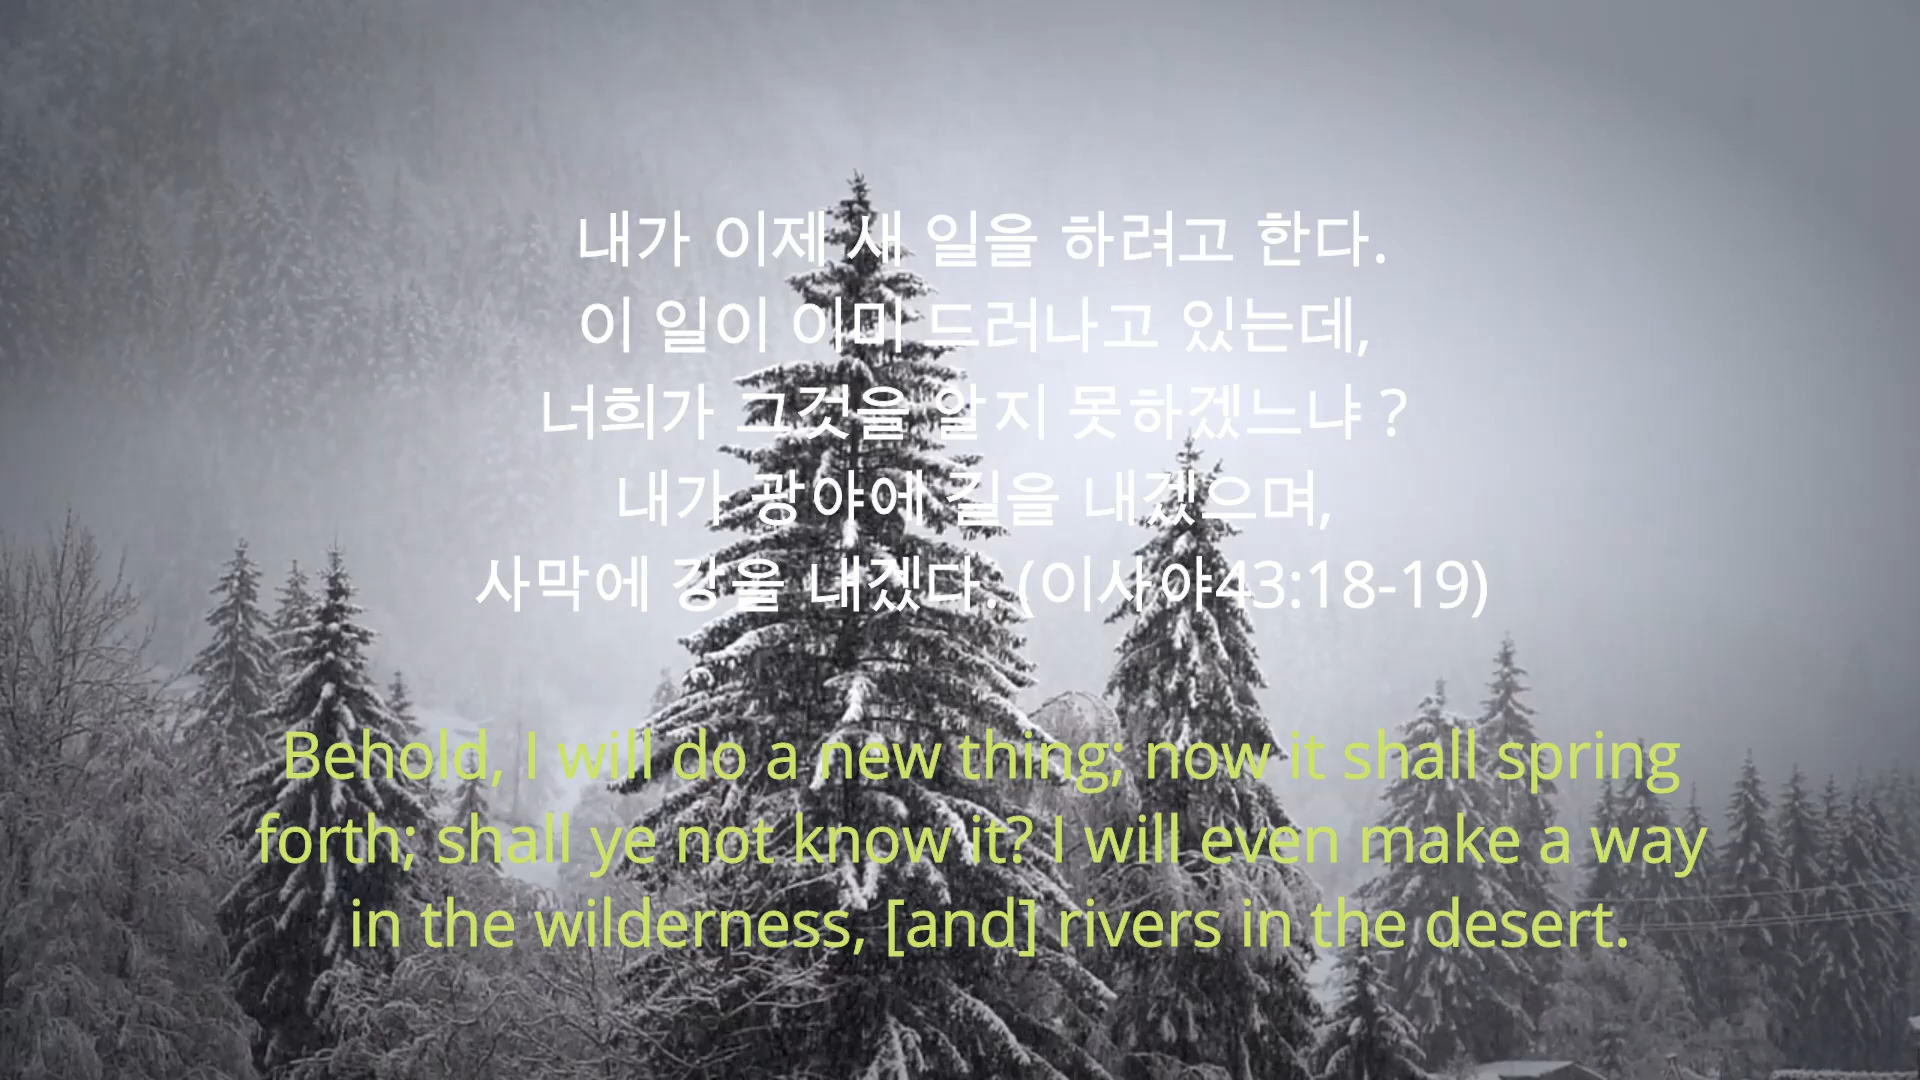 내가 이제 새 일을 하려고 한다.
이 일이 이미 드러나고 있는데,
너희가 그것을 알지 못하겠느냐 ?
내가 광야에 길을 내겠으며,
사막에 강을 내겠다. (이사야43:18-19)
Behold, I will do a new thing; now it shall spring
forth; shall ye not know it? I will even make a way
in the wilderness, [and] rivers in the desert.